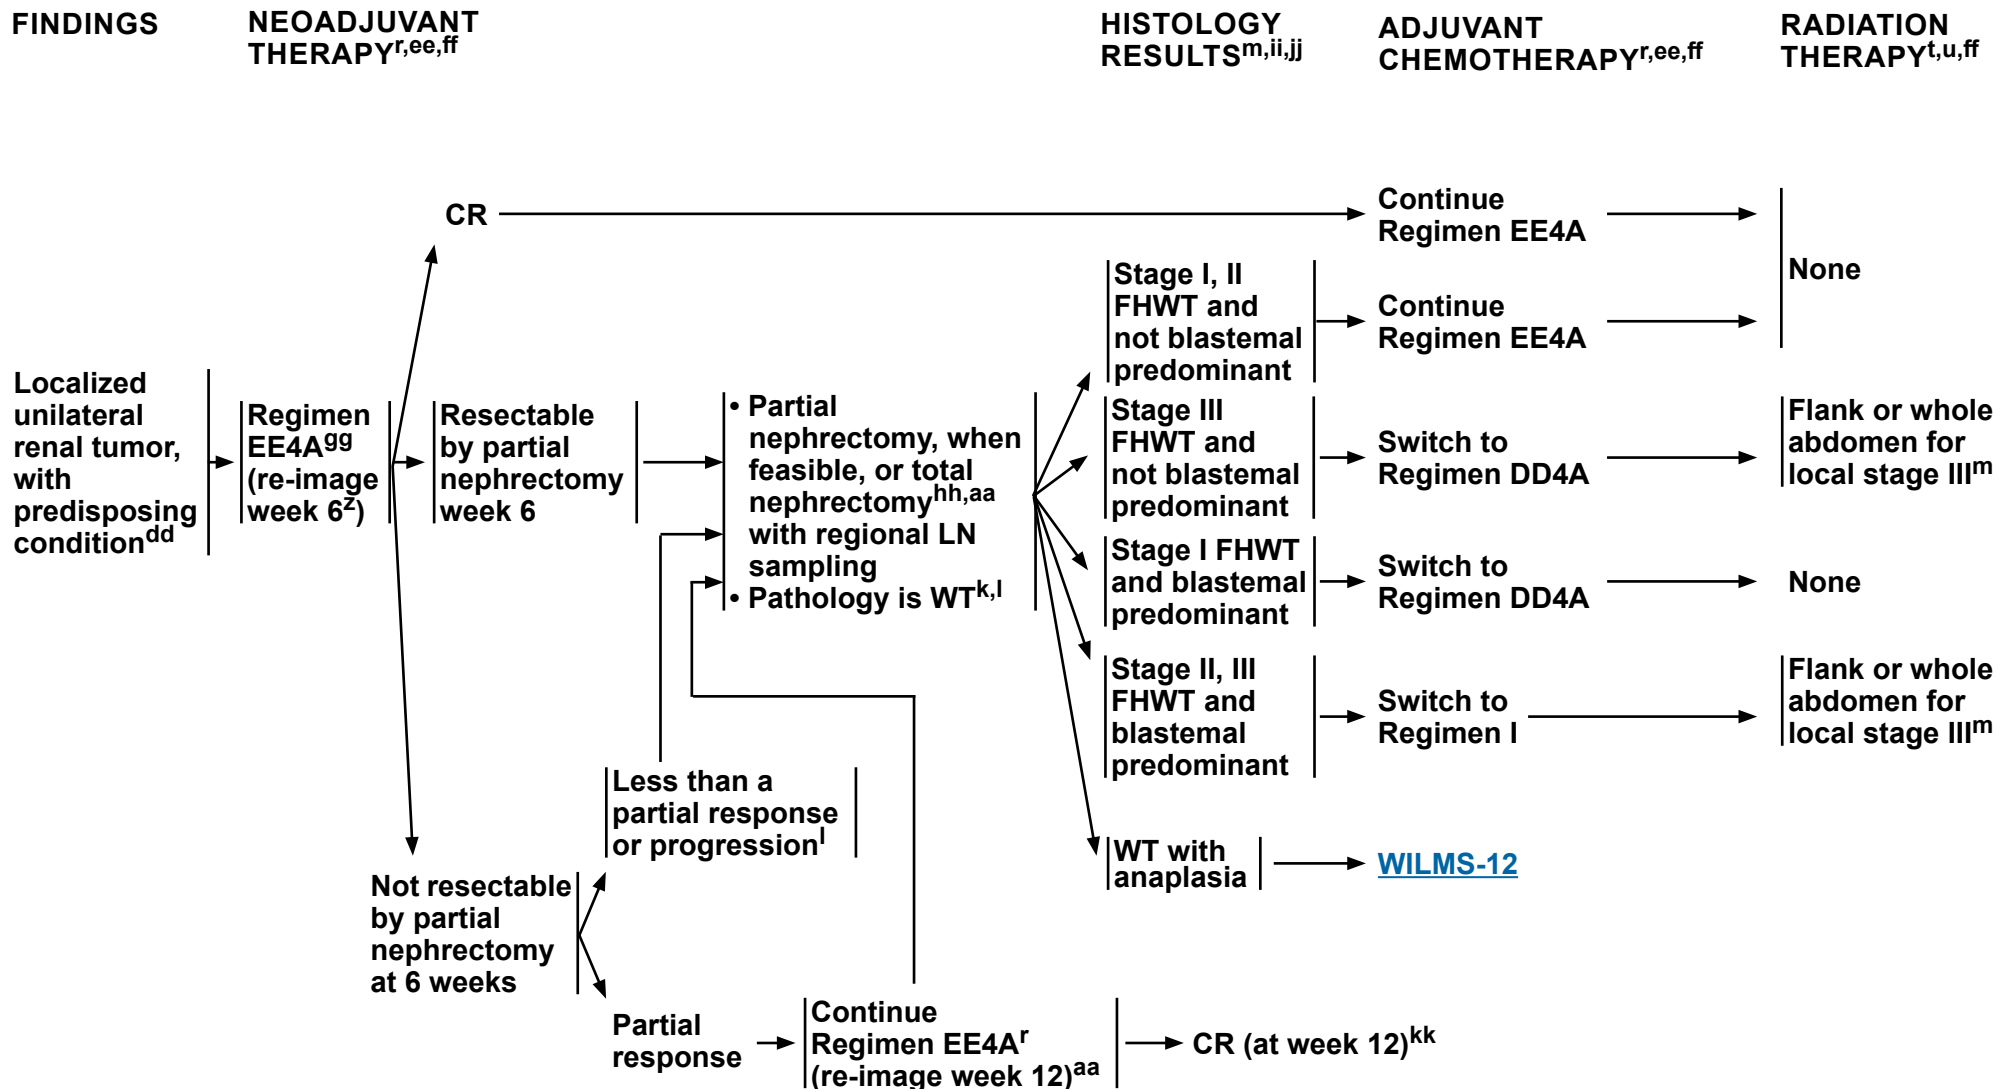 FINDINGS
NEOADJUVANT
THERAPYr,ee,ff
HISTOLOGY
RESULTSm,ii,jj
ADJUVANT
CHEMOTHERAPYr,ee,ff
RADIATION
THERAPYt,u,ff
Localized
unilateral
renal tumor,
with
predisposing
conditiondd
Regimen
EE4Agg
(re-image
week 6z)
CR
Continue
Regimen EE4A
Resectable
by partial
nephrectomy
week 6
• Partial
nephrectomy, when
feasible, or total
nephrectomyhh,aa
with regional LN
sampling
• Pathology is WTk,l
Stage I, II
FHWT and
not blastemal
predominant
Continue
Regimen EE4A
None
Stage III
FHWT and
not blastemal
predominant
Switch to
Regimen DD4A
Flank or whole
abdomen for
local stage IIIm
Stage I FHWT
and blastemal
predominant
Switch to
Regimen DD4A
None
Stage II, III
FHWT and
blastemal
predominant
Switch to
Regimen I
Flank or whole
abdomen for
local stage IIIm
WT with
anaplasia
WILMS-12
Not resectable
by partial
nephrectomy
at 6 weeks
Less than a
partial response
or progressionl
Partial
response
Continue
Regimen EE4Ar
(re-image week 12)aa
CR (at week 12)kk